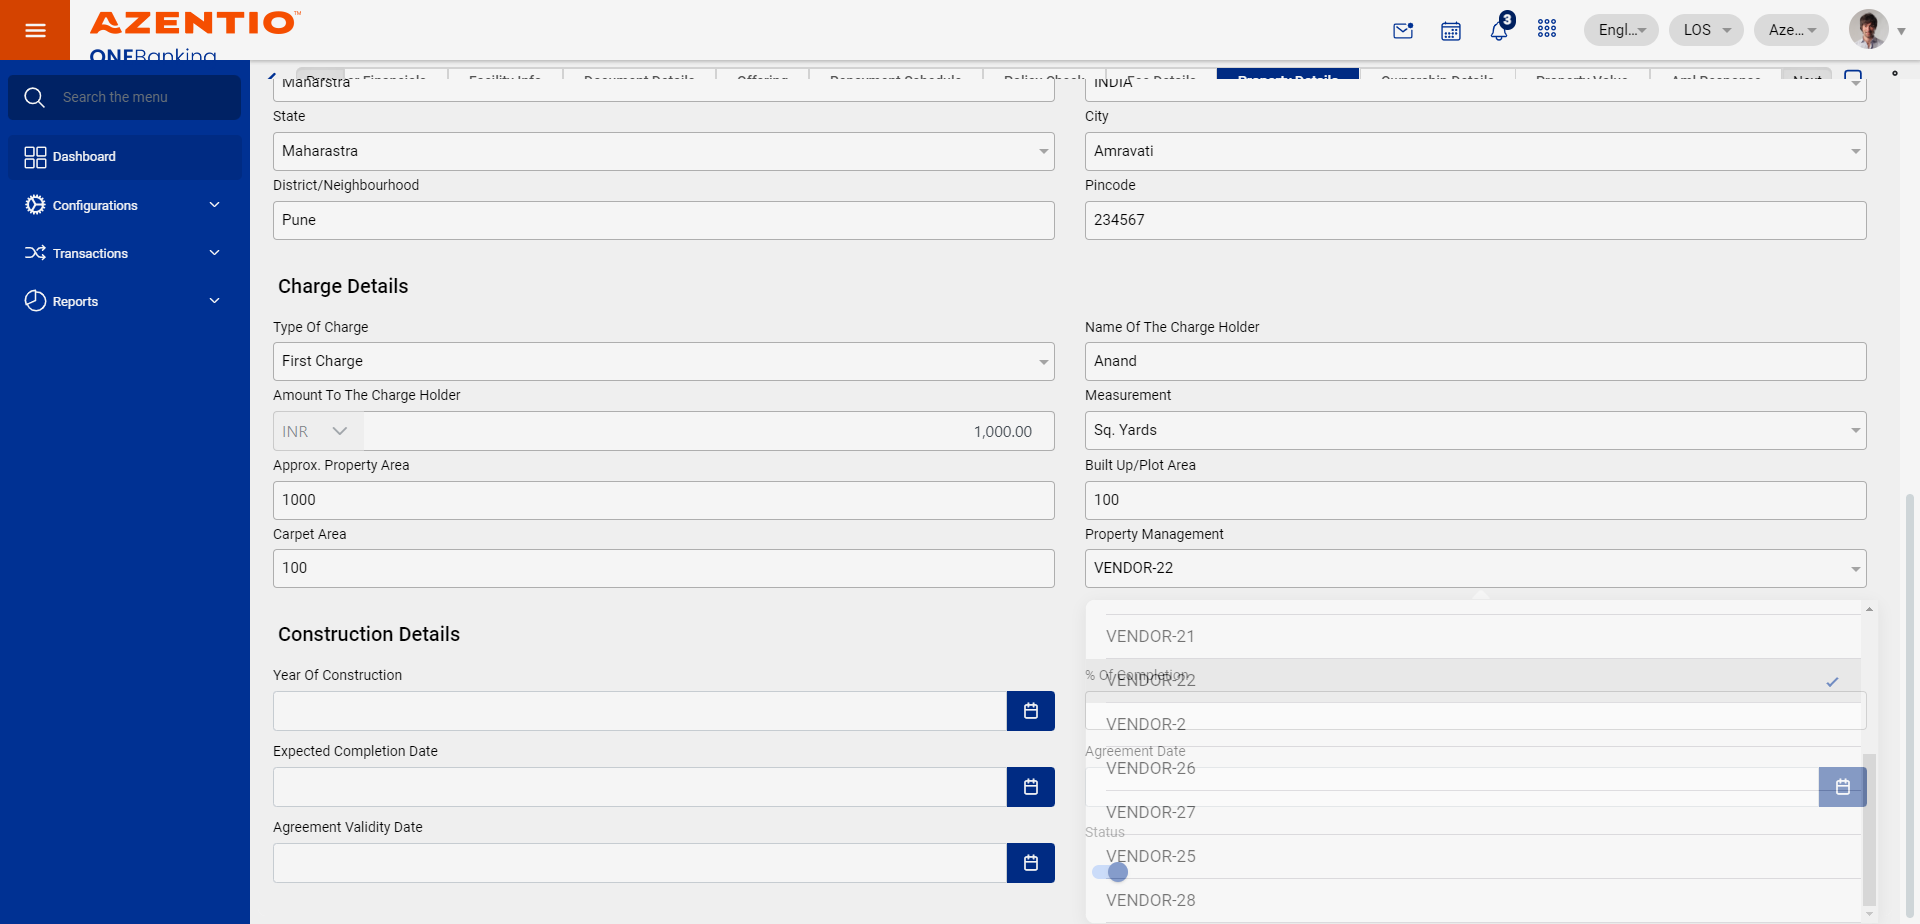 AZENTIO™
ONEBanking
3
Engl...
LOS
Aze...
Search the menu
Dashboard
Configurations
Transactions
Reports
Financials
Facility Info
Document Details
Offering
Repayment Schedule
Policy Check
Fee Details
Property Details
Ownership Details
Property Value
Aml Response
Next
Maharstra
INDIA
State
City
Maharastra
Amravati
District/Neighbourhood
Pincode
Pune
234567
Charge Details
Type Of Charge
Name Of The Charge Holder
First Charge
Anand
Amount To The Charge Holder
Measurement
INR
1,000.00
Sq. Yards
Approx. Property Area
Built Up/Plot Area
1000
100
Carpet Area
Property Management
100
VENDOR-22
Construction Details
VENDOR-21
Year Of Construction
% Of Completion
VENDOR-22
VENDOR-2
Expected Completion Date
Agreement Date
VENDOR-26
VENDOR-27
Agreement Validity Date
Status
VENDOR-25
VENDOR-28